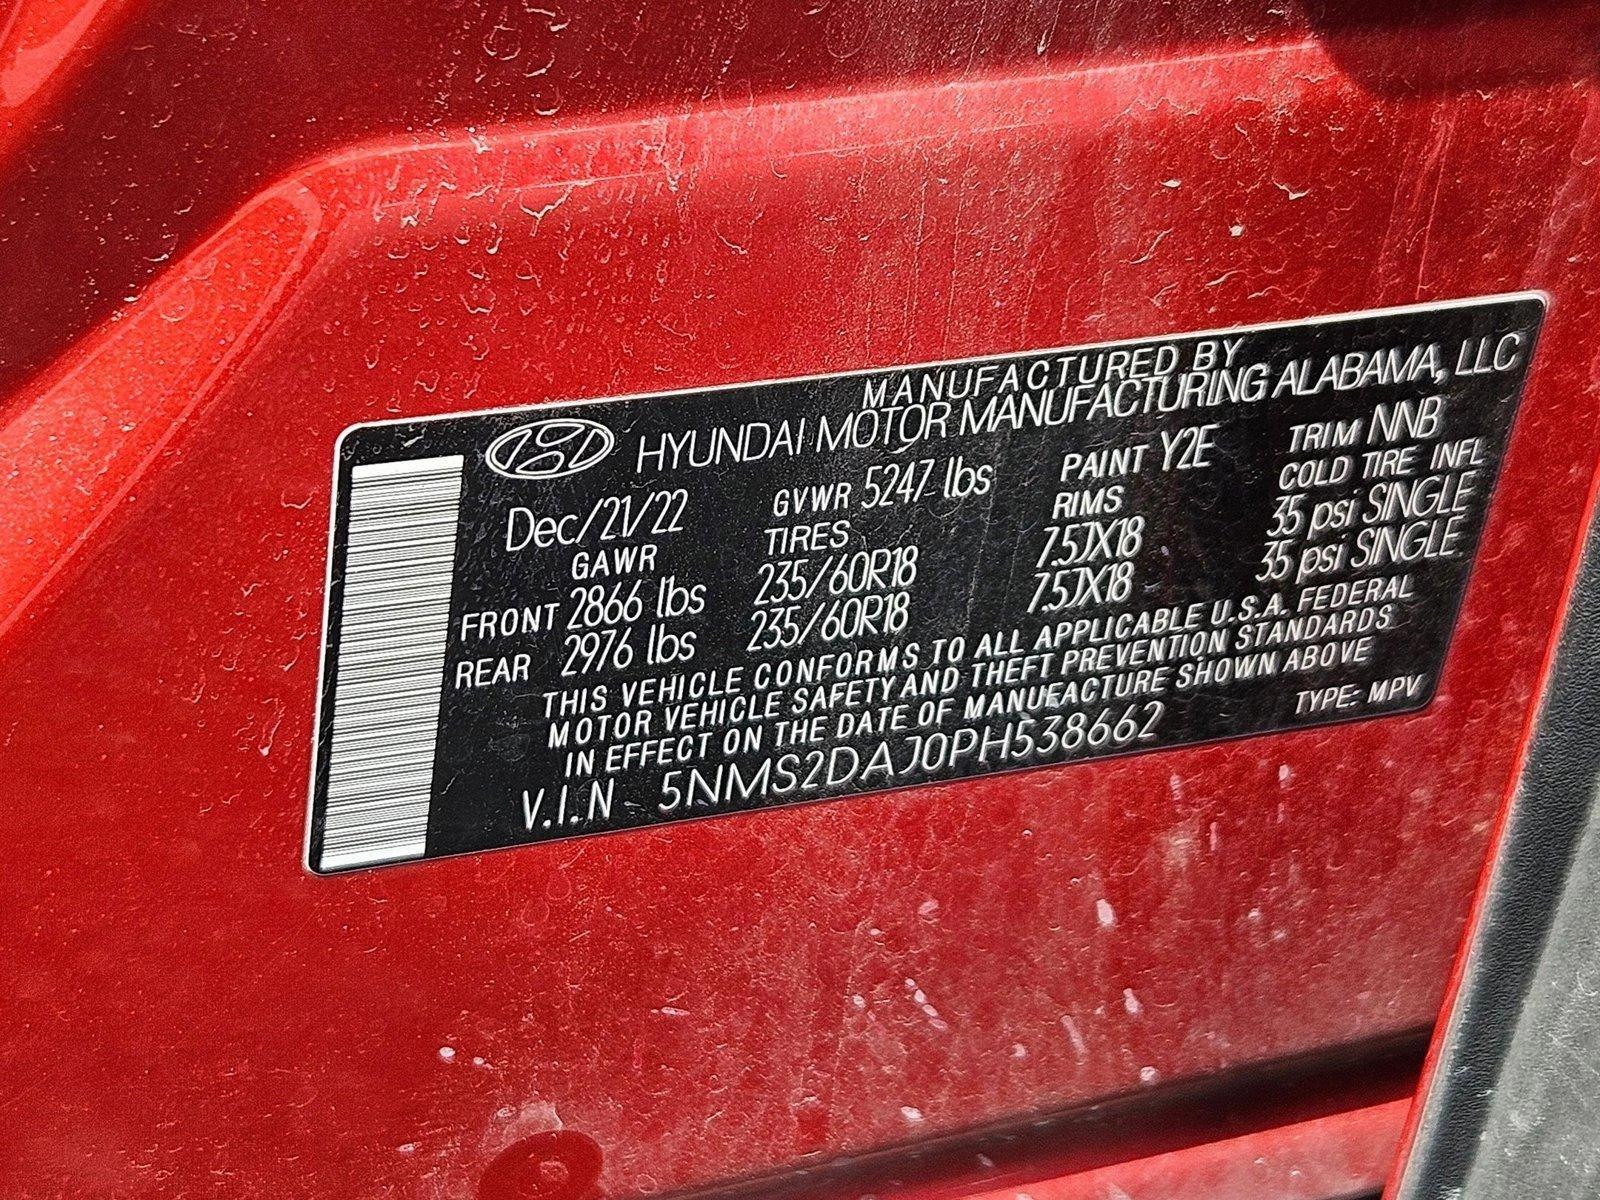 MANUFACTURED BY
HYUNDAI MOTOR MANUFACTURING ALABAMA, LLC
Dec/21/22 GVWR 5247 lbs PAINT Y2E TRIM NNB
GAWR TIRES RIMS COLD TIRE INFL
FRONT 2866 lbs 235/60R18 7.5JX18 35 psi SINGLE
REAR 2976 lbs 235/60R18 7.5JX18 35 psi SINGLE
THIS VEHICLE CONFORMS TO ALL APPLICABLE U.S.A. FEDERAL
MOTOR VEHICLE SAFETY AND THEFT PREVENTION STANDARDS
IN EFFECT ON THE DATE OF MANUFACTURE SHOWN ABOVE
V.I.N 5NMS2DAJ0PH538662 TYPE: MPV